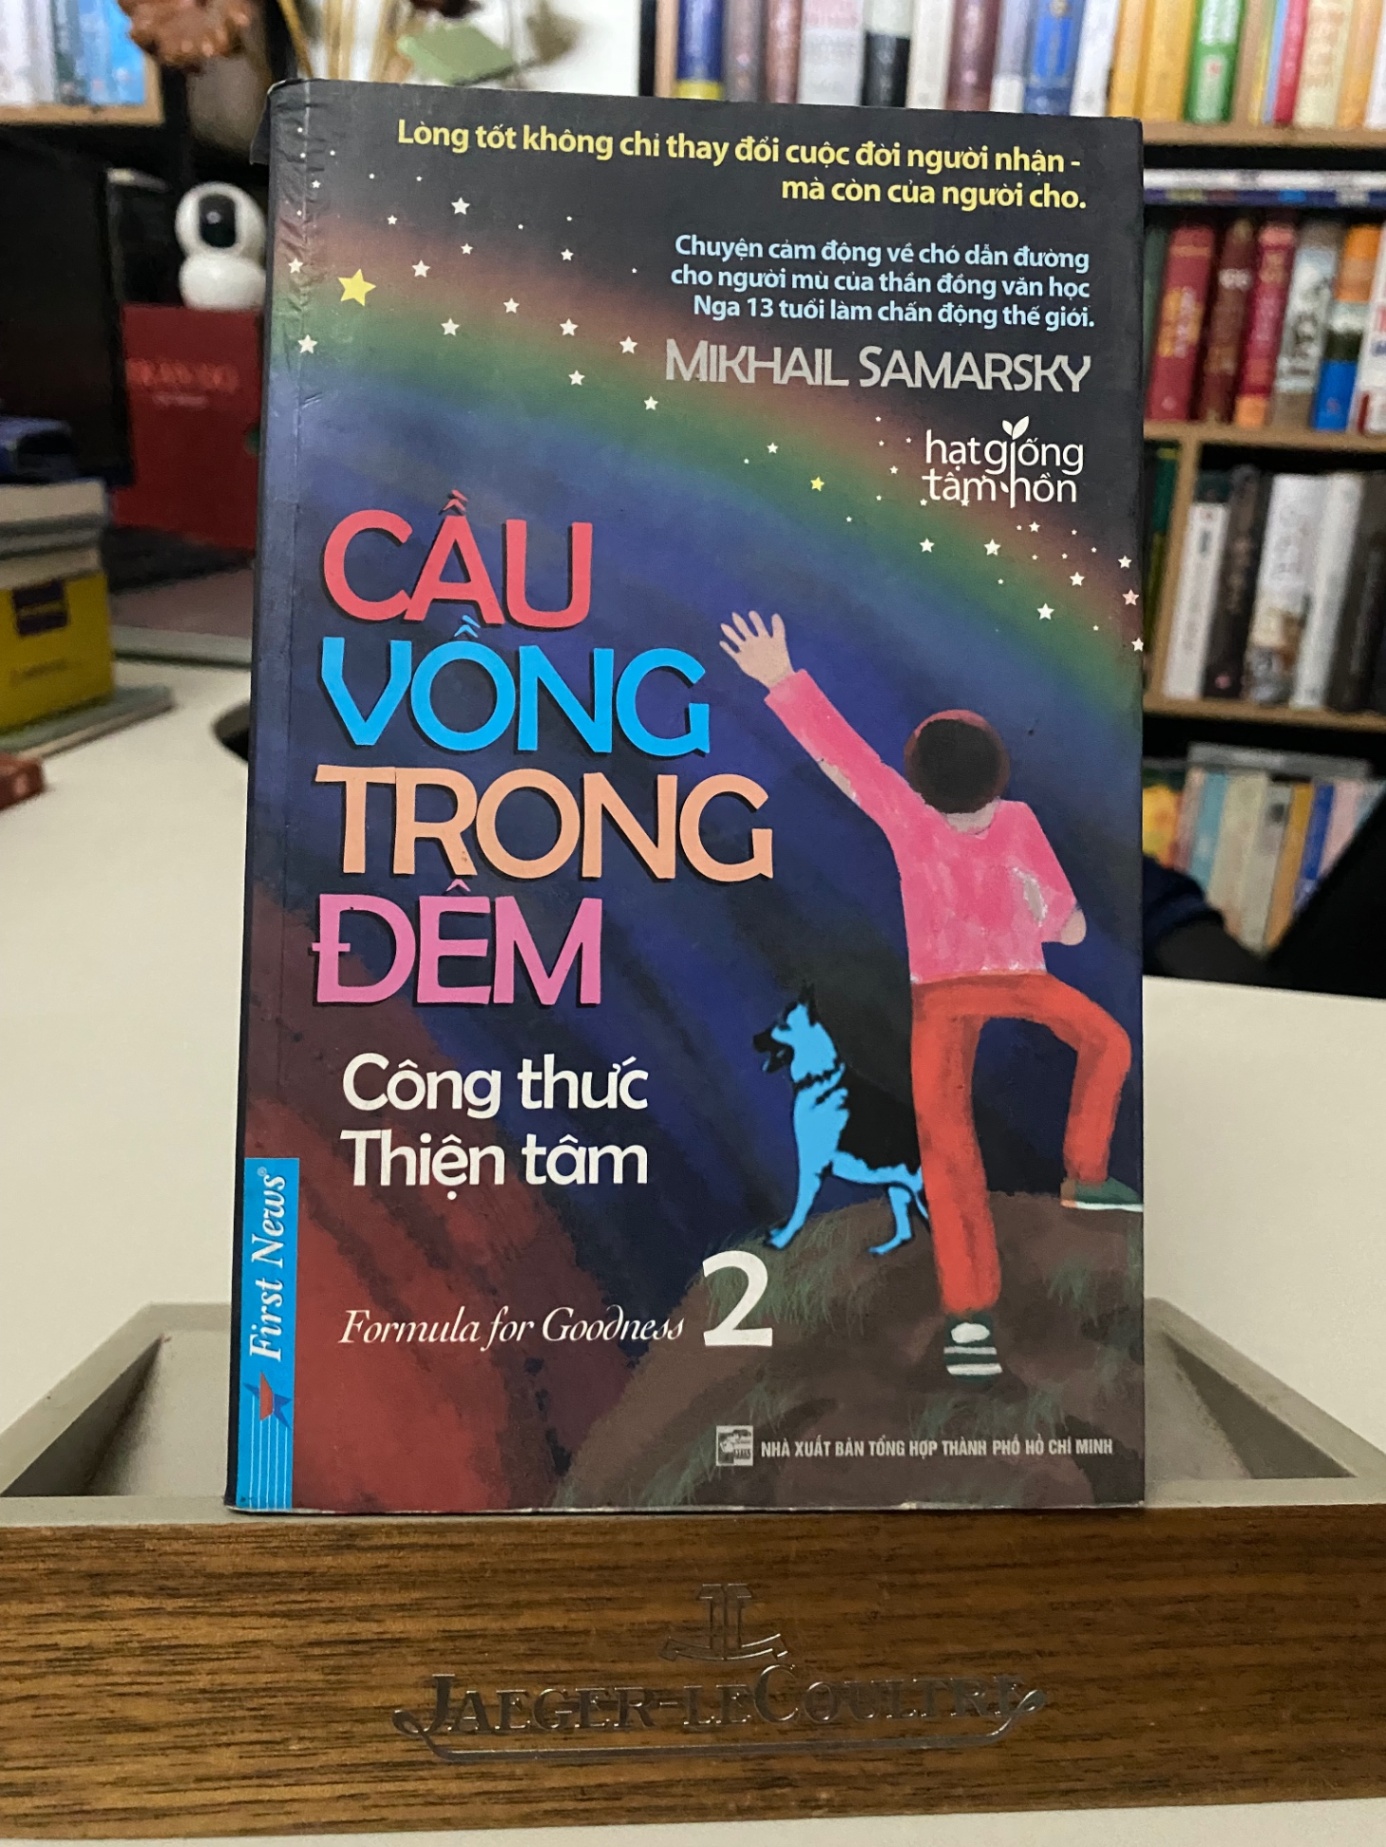 Lòng tốt không chỉ thay đổi cuộc đời người nhận -
mà còn của người cho.
Chuyện cảm động về chó dẫn đường
cho người mù của thần đồng văn học
Nga 13 tuổi làm chấn động thế giới.
MIKHAIL SAMARSKY
hạt giống
tâm hồn
CẦU
VỒNG
TRONG
ĐÊM
Công thức
Thiện tâm
First News®
Formula for Goodness 2
NHÀ XUẤT BẢN TỔNG HỢP THÀNH PHỐ HỒ CHÍ MINH
JAEGER-LECOULTRE